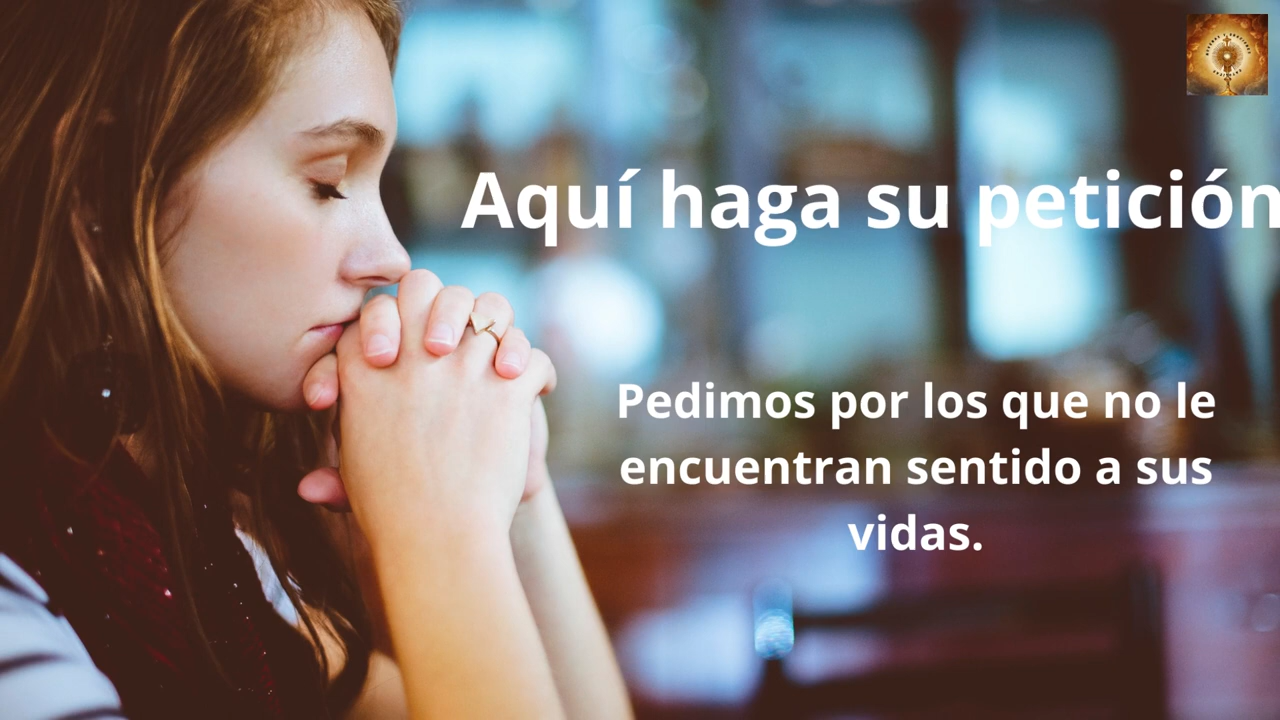 Aquí haga su petición
Pedimos por los que no le
encuentran sentido a sus
vidas.